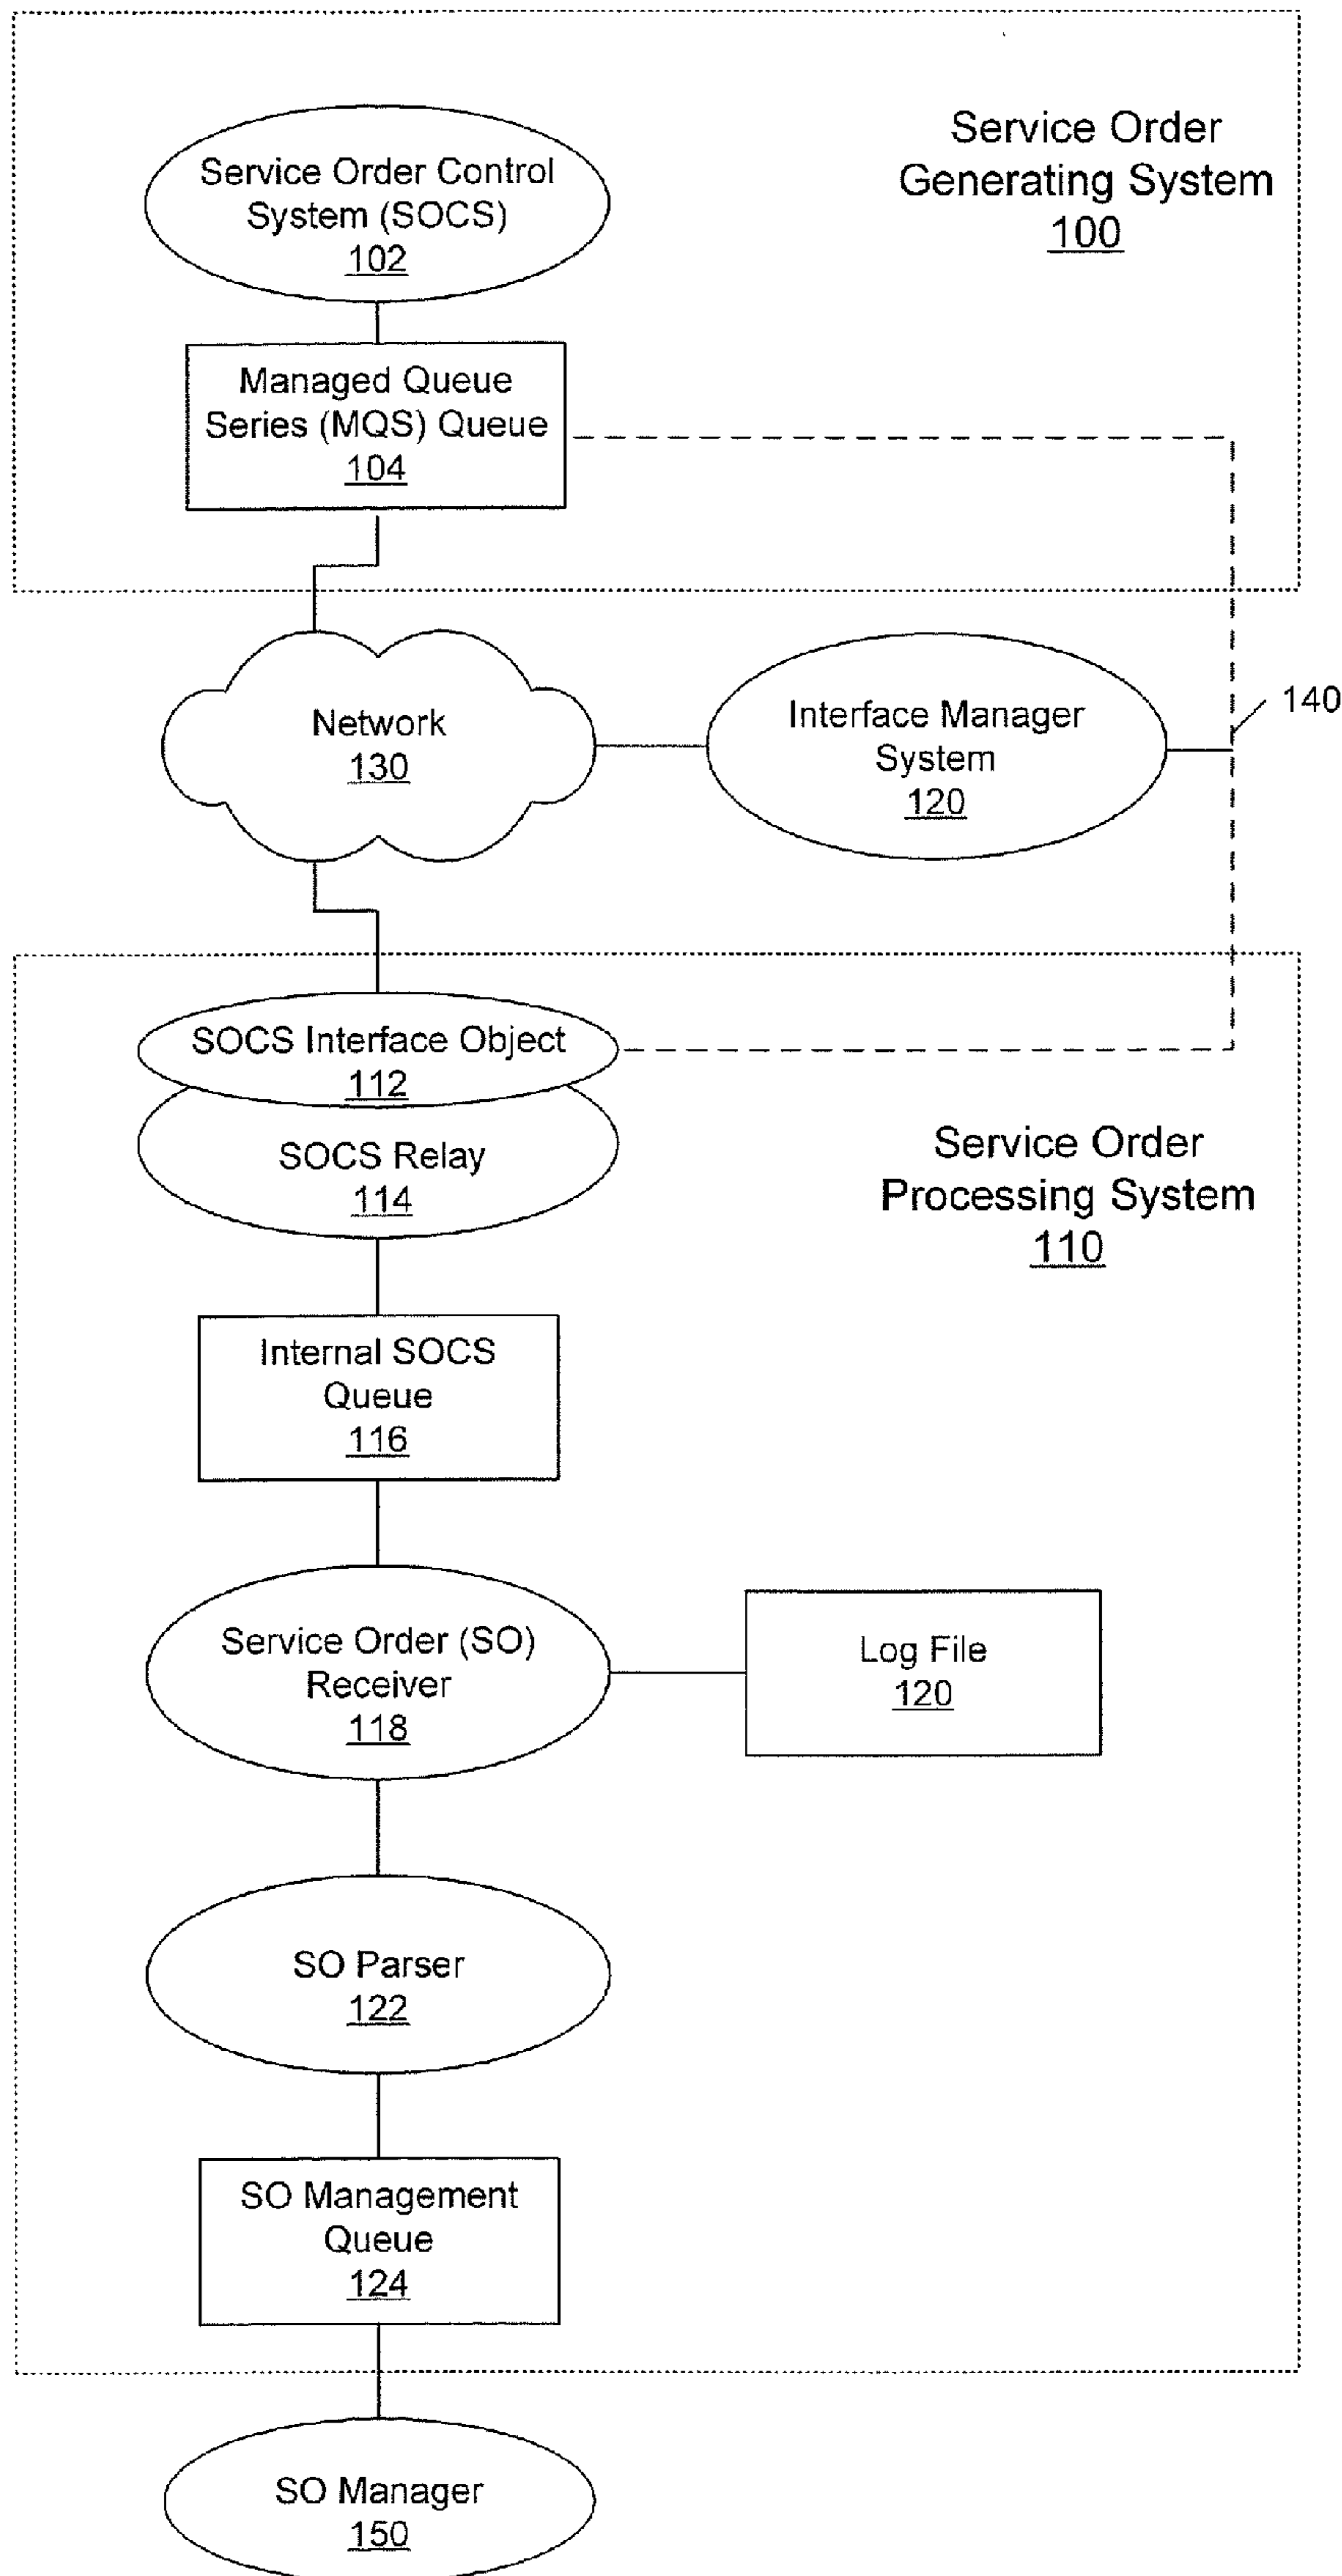 Service Order
Generating System
100
Service Order Control
System (SOCS)
102
Managed Queue
Series (MQS) Queue
104
Network
130
Interface Manager
System
120
140
SOCS Interface Object
112
SOCS Relay
114
Service Order
Processing System
110
Internal SOCS
Queue
116
Service Order (SO)
Receiver
118
Log File
120
SO Parser
122
SO Management
Queue
124
SO Manager
150